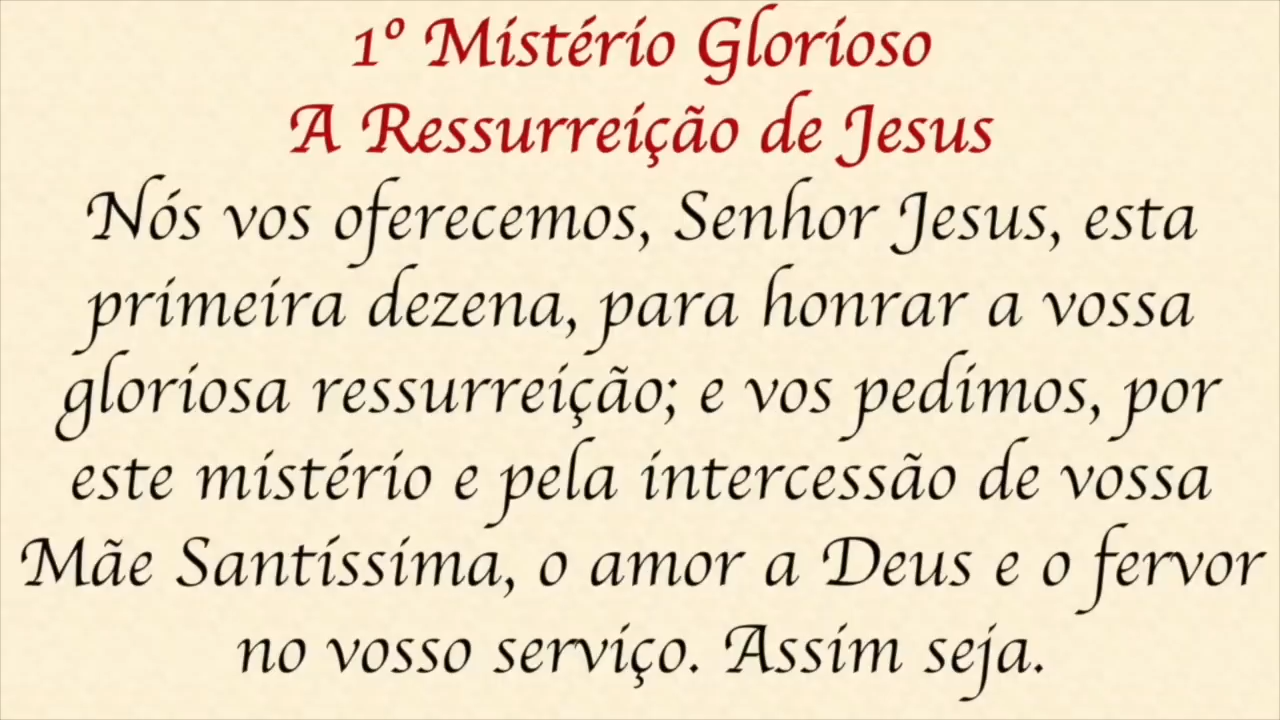 1º Mistério Glorioso
A Ressurreição de Jesus
Nós vos oferecemos, Senhor Jesus, esta
primeira dezena, para honrar a vossa
gloriosa ressurreição; e vos pedimos, por
este mistério e pela intercessão de vossa
Mãe Santíssima, o amor a Deus e o fervor
no vosso serviço. Assim seja.